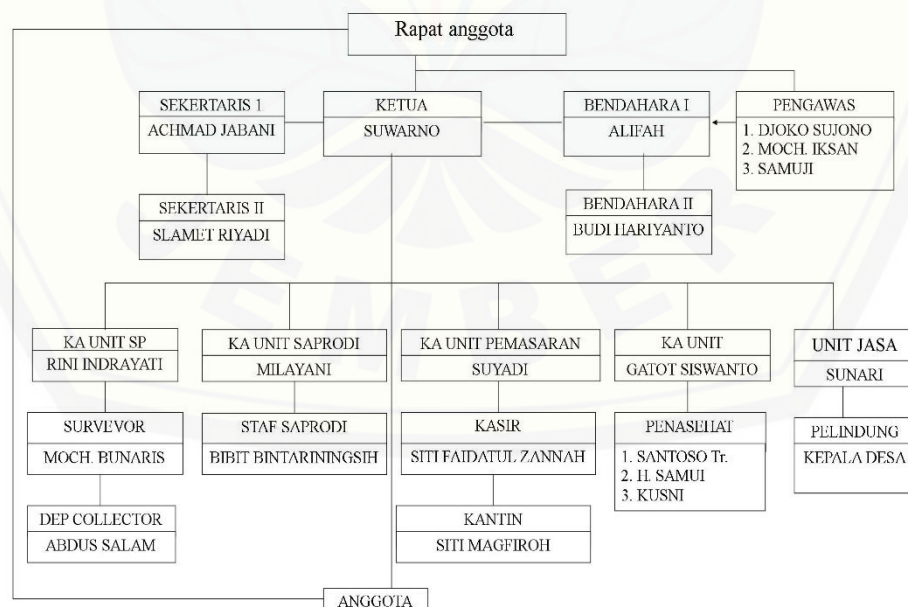 Rapat anggota
SEKERTARIS 1
ACHMAD JABANI
KETUA
SUWARNO
BENDAHARA I
ALIFAH
PENGAWAS
1. DJOKO SUJONO
2. MOCH. IKSAN
3. SAMUJI
SEKERTARIS II
SLAMET RIYADI
BENDAHARA II
BUDI HARIYANTO
KA UNIT SP
RINI INDRAYATI
KA UNIT SAPRODI
MILAYANI
KA UNIT PEMASARAN
SUYADI
KA UNIT
GATOT SISWANTO
UNIT JASA
SUNARI
SURVEVOR
MOCH. BUNARIS
STAF SAPRODI
BIBIT BINTARININGSIH
KASIR
SITI FAIDATUL ZANNAH
PENASEHAT
1. SANTOSO Tr.
2. H. SAMUI
3. KUSNI
PELINDUNG
KEPALA DESA
DEP COLLECTOR
ABDUS SALAM
KANTIN
SITI MAGFIROH
ANGGOTA
JEMBER